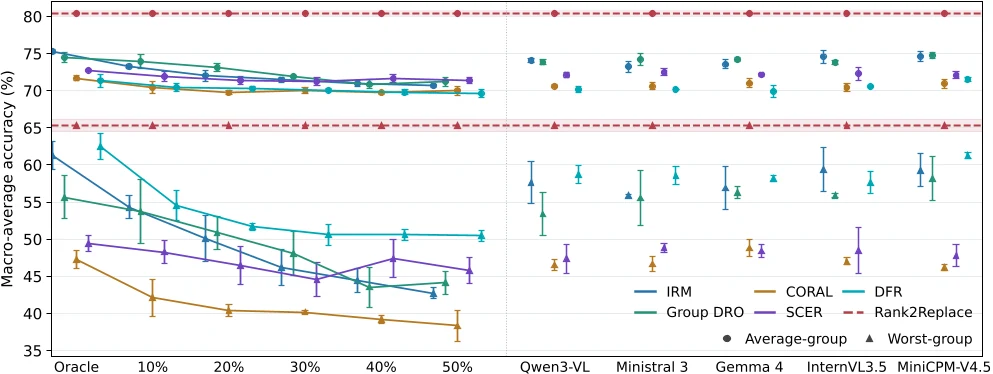 Macro-average accuracy (%)
80
75
70
65
60
55
50
45
40
35
Oracle 10% 20% 30% 40% 50% Qwen3-VL Ministral 3 Gemma 4 InternVL3.5 MiniCPM-V4.5
IRM CORAL DFR
Group DRO SCER Rank2Replace
Average-group Worst-group